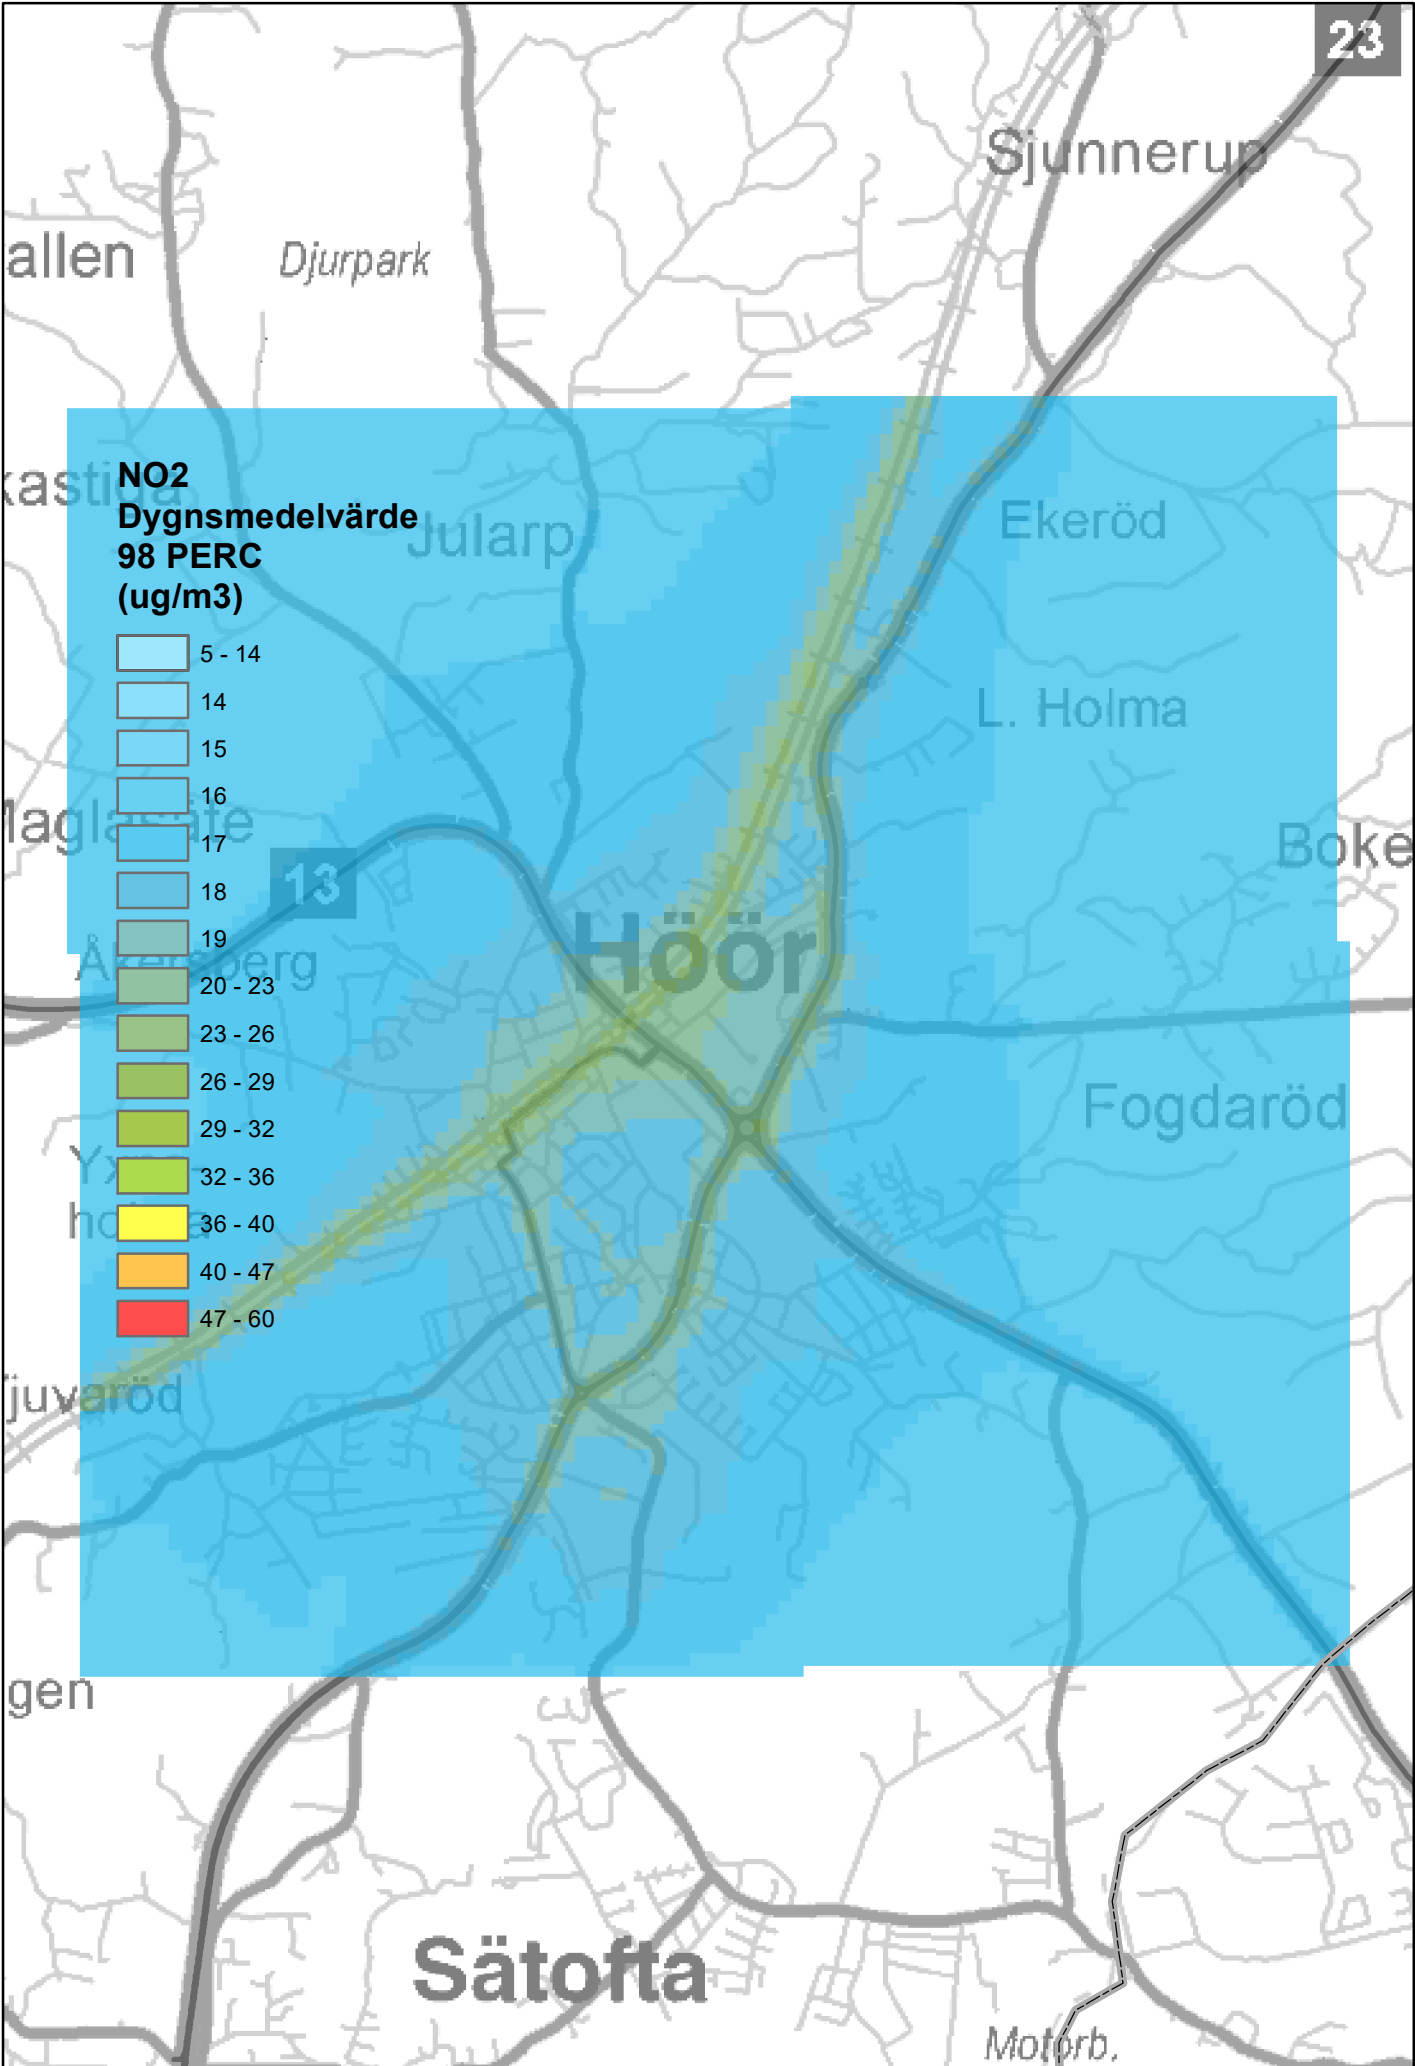 23
Sjunnerup
allen
Djurpark
NO2
Dygnsmedelvärde
98 PERC
(ug/m3)
Jularp
Ekeröd
5 - 14
14
15
16
17
18
19
20 - 23
23 - 26
26 - 29
29 - 32
32 - 36
36 - 40
40 - 47
47 - 60
L. Holma
Boke
13
Höör
Åkersberg
Fogdaröd
juvaröd
gen
Sätofta
Motorb.